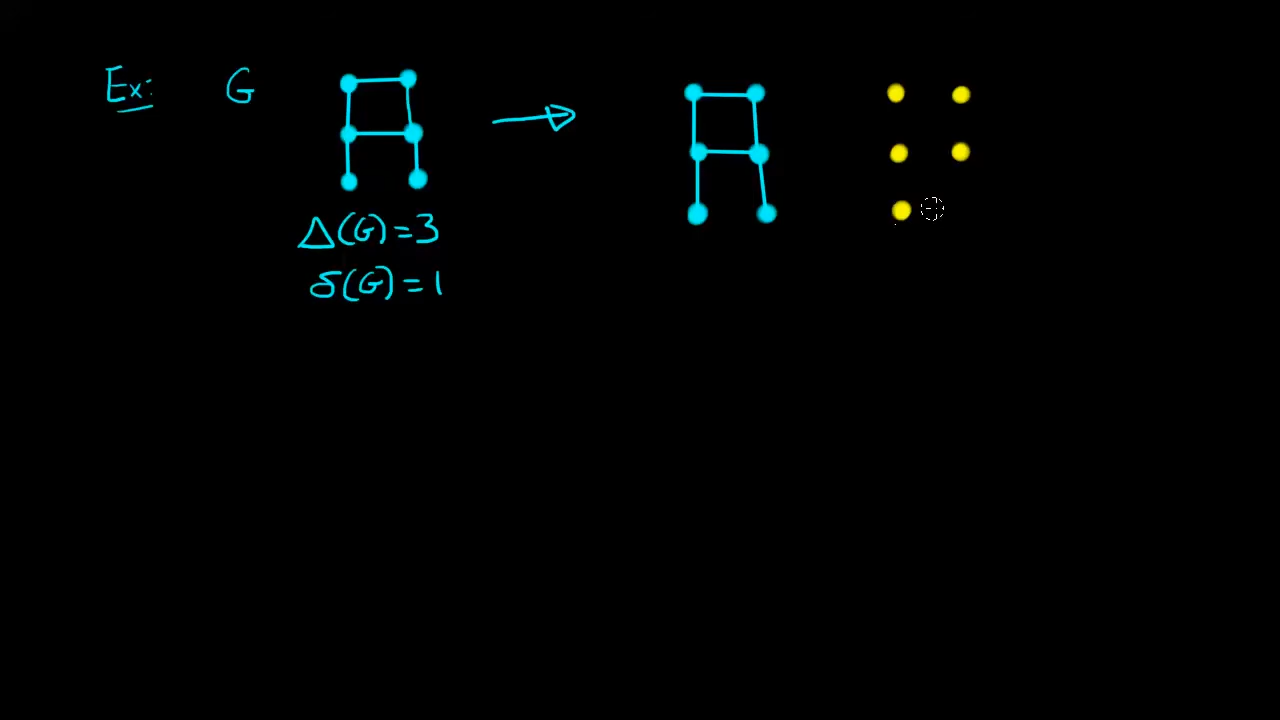 Ex: G
Δ(G) = 3
δ(G) = 1